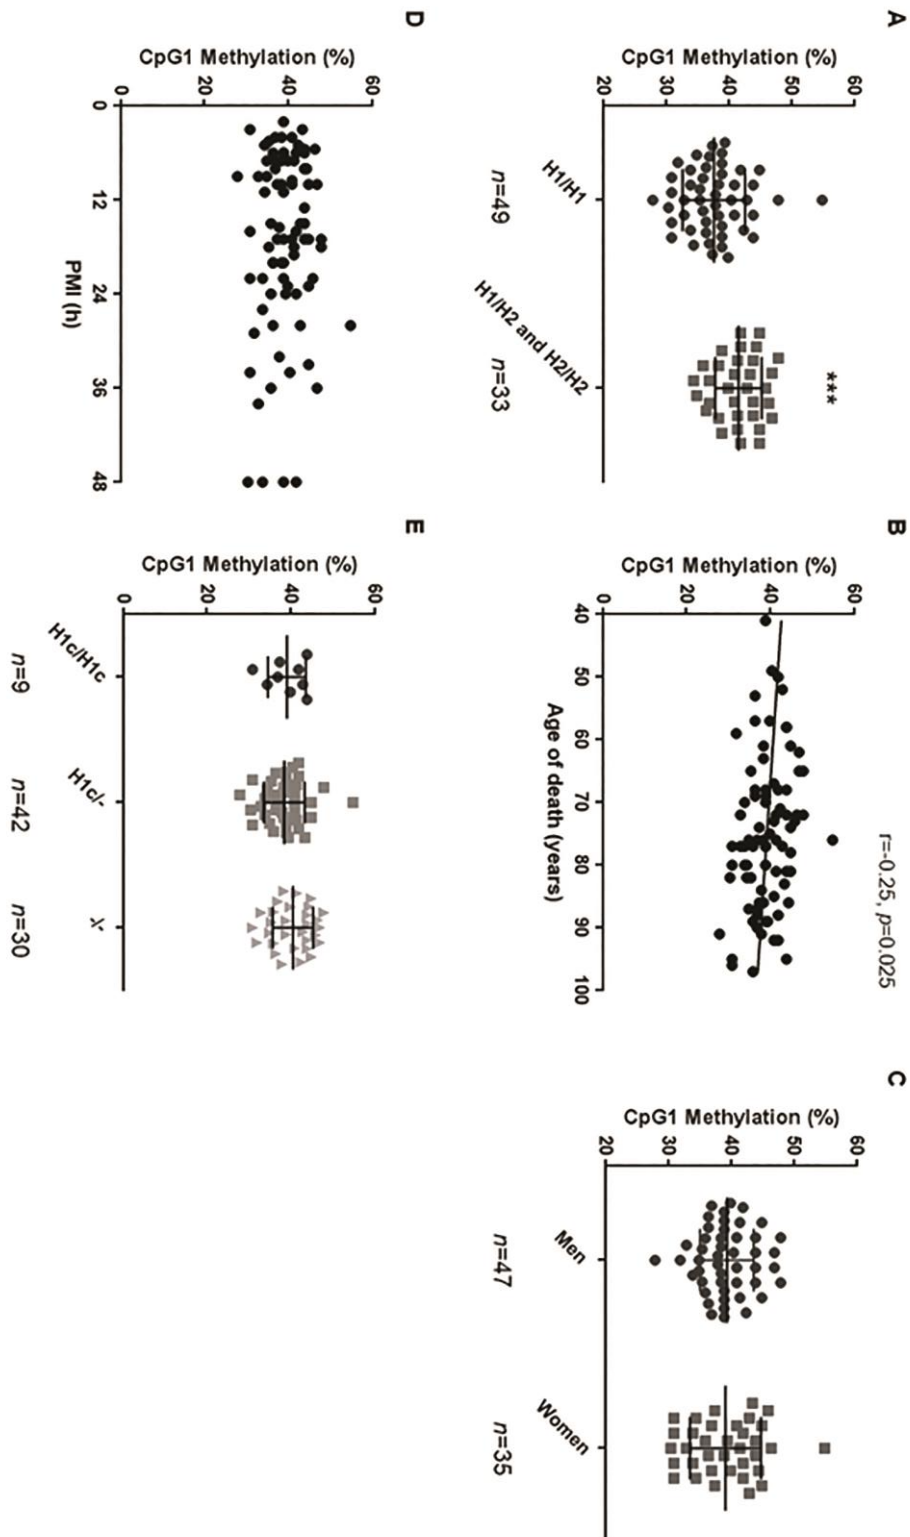 A
CpG1 Methylation (%)
60
50
40
30
20
***
H1/H1
H1/H2 and H2/H2
n=49
n=33
B
r=-0.25, p=0.025
CpG1 Methylation (%)
60
40
20
0
40
50
60
70
80
90
100
Age of death (years)
C
CpG1 Methylation (%)
60
50
40
30
20
Men
Women
n=47
n=35
D
CpG1 Methylation (%)
60
40
20
0
0
12
24
36
48
PMI (h)
E
CpG1 Methylation (%)
60
40
20
0
H1c/H1c
H1c/-
-/-
n=9
n=42
n=30